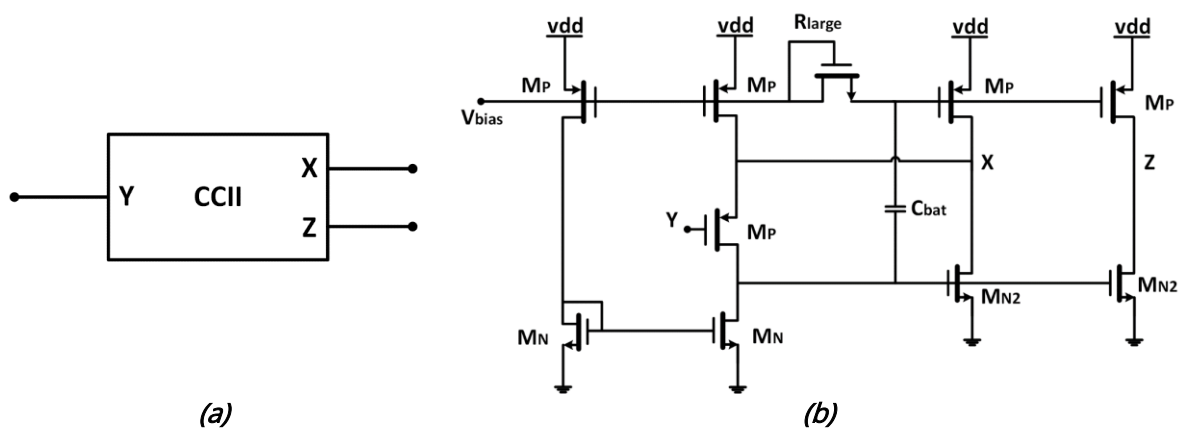 vdd
vdd
Rlarge
vdd
vdd
MP
MP
MP
MP
Vbias
Y
CCII
X
Z
X
Z
Y
MP
Cbat
MN2
MN2
MN
MN
(a)
(b)